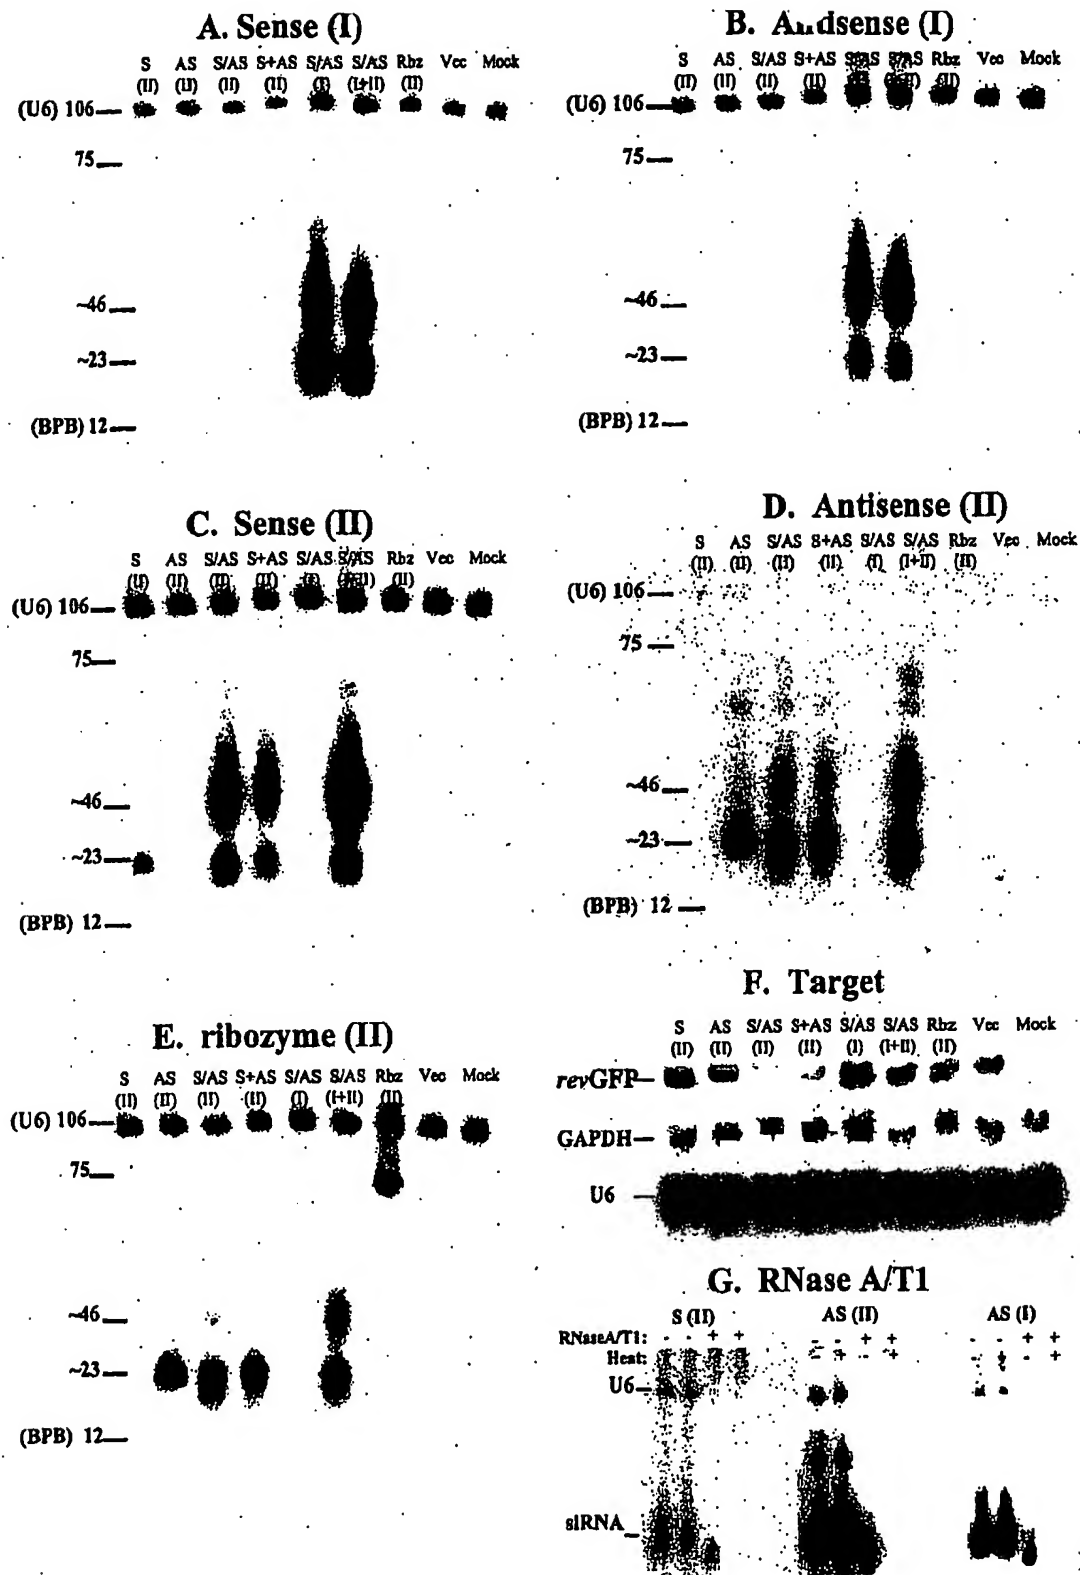 A. Sense (I)
S AS S/AS S+AS S/AS S/AS Rbz Vec Mock
(II) (II) (II) (II) (I) (I+II) (II)
(U6) 106
75
~46
~23
(BPB) 12
B. (I)
S AS S/AS S+AS S/AS S/AS Rbz Vec Mock
(II) (II) (II) (II) (II)
(U6) 106
75
~46
~23
(BPB) 12
C. Sense (II)
S AS S/AS S+AS S/AS S/AS Rbz Vec Mock
(II) (II) (II) (II) (I) (II)
(U6) 106
75
~46
~23
(BPB) 12
D. Antisense (II)
S AS S/AS S+AS S/AS S/AS Rbz Vec Mock
(II) (II) (II) (II) (I) (I+II) (II)
(U6) 106
75
~46
~23
(BPB) 12
E. ribozyme (II)
S AS S/AS S+AS S/AS S/AS Rbz Vec Mock
(II) (II) (II) (II) (I) (I+II) (II)
(U6) 106
75
~46
~23
(BPB) 12
F. Target
S AS S/AS S+AS S/AS S/AS Rbz Vec Mock
(II) (II) (II) (II) (I) (I+II) (II)
revGFP
GAPDH
U6
G. RNase A/T1
S (II) AS (II) AS (I)
RNaseA/T1: - - + + - - + + - - + +
Heat: - + - + - + - +
U6
siRNA